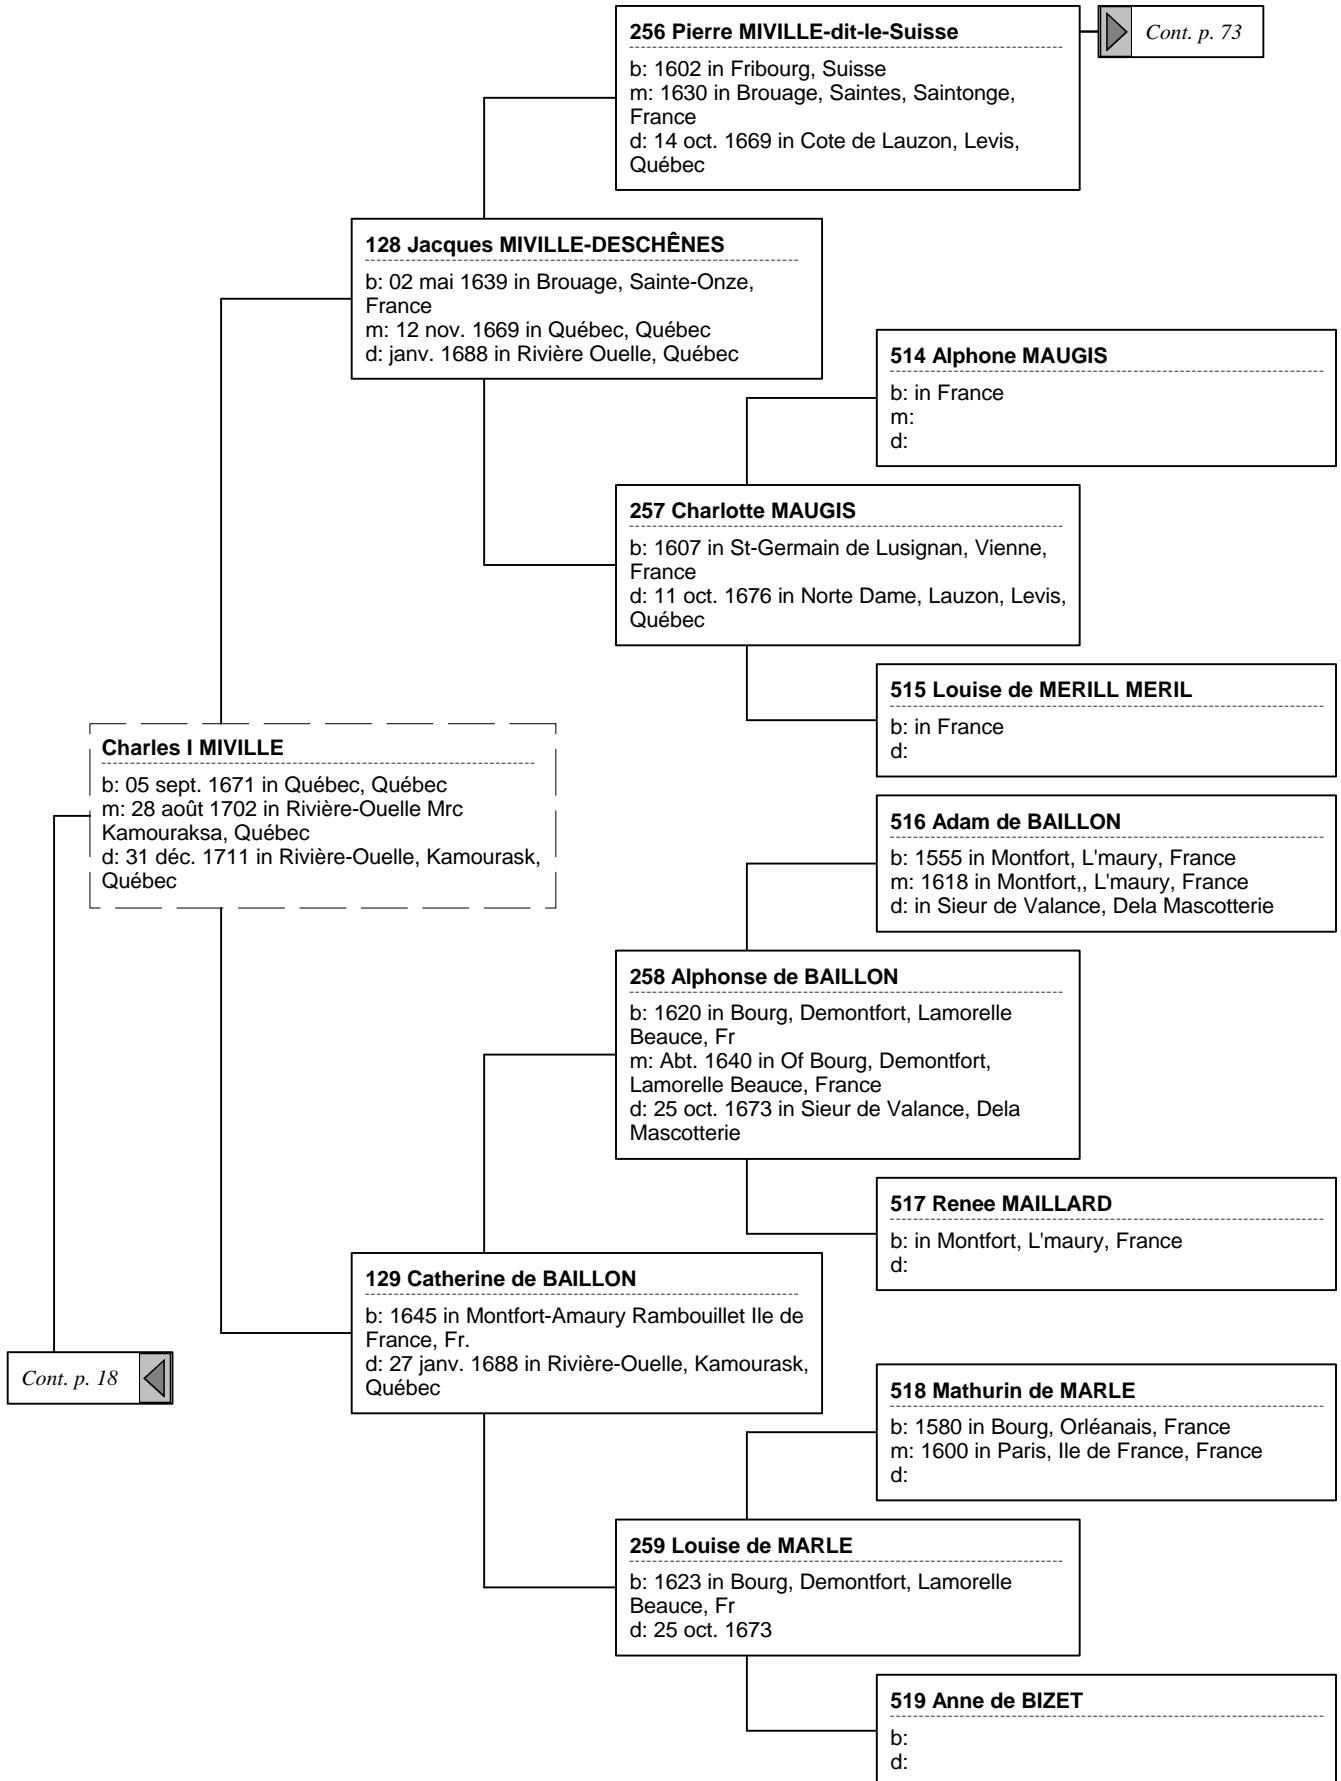 256 Pierre MIVILLE-dit-le-Suisse
b: 1602 in Fribourg, Suisse
m: 1630 in Brouage, Saintes, Saintonge,
France
d: 14 oct. 1669 in Cote de Lauzon, Levis,
Québec
Cont. p. 73
128 Jacques MIVILLE-DESCHÊNES
b: 02 mai 1639 in Brouage, Sainte-Onze,
France
m: 12 nov. 1669 in Québec, Québec
d: janv. 1688 in Rivière Ouelle, Québec
514 Alphone MAUGIS
b: in France
m:
d:
257 Charlotte MAUGIS
b: 1607 in St-Germain de Lusignan, Vienne,
France
d: 11 oct. 1676 in Norte Dame, Lauzon, Levis,
Québec
515 Louise de MERILL MERIL
b: in France
d:
Charles I MIVILLE
b: 05 sept. 1671 in Québec, Québec
m: 28 août 1702 in Rivière-Ouelle Mrc
Kamouraksa, Québec
d: 31 déc. 1711 in Rivière-Ouelle, Kamourask,
Québec
516 Adam de BAILLON
b: 1555 in Montfort, L'maury, France
m: 1618 in Montfort,, L'maury, France
d: in Sieur de Valance, Dela Mascotterie
258 Alphonse de BAILLON
b: 1620 in Bourg, Demontfort, Lamorelle
Beauce, Fr
m: Abt. 1640 in Of Bourg, Demontfort,
Lamorelle Beauce, France
d: 25 oct. 1673 in Sieur de Valance, Dela
Mascotterie
517 Renee MAILLARD
b: in Montfort, L'maury, France
d:
129 Catherine de BAILLON
b: 1645 in Montfort-Amaury Rambouillet Ile de
France, Fr.
d: 27 janv. 1688 in Rivière-Ouelle, Kamourask,
Québec
Cont. p. 18
518 Mathurin de MARLE
b: 1580 in Bourg, Orléanais, France
m: 1600 in Paris, Ile de France, France
d:
259 Louise de MARLE
b: 1623 in Bourg, Demontfort, Lamorelle
Beauce, Fr
d: 25 oct. 1673
519 Anne de BIZET
b:
d: